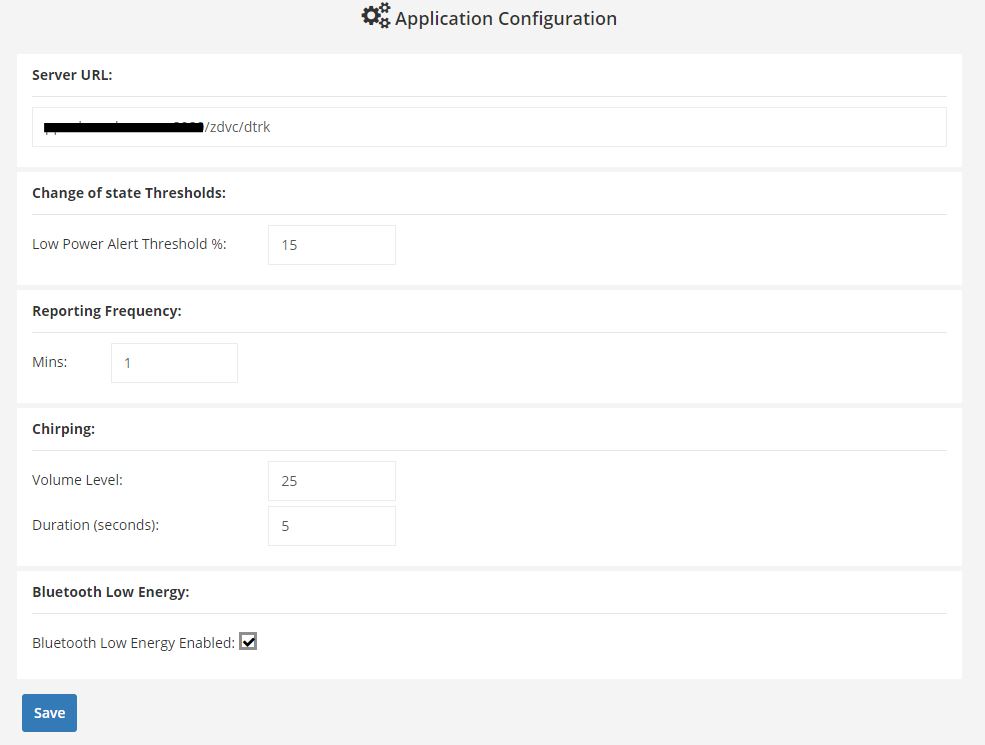 Application Configuration
Server URL:
/zdvc/dtrk
Change of state Thresholds:
Low Power Alert Threshold %: 15
Reporting Frequency:
Mins: 1
Chirping:
Volume Level: 25
Duration (seconds): 5
Bluetooth Low Energy:
Bluetooth Low Energy Enabled:
Save